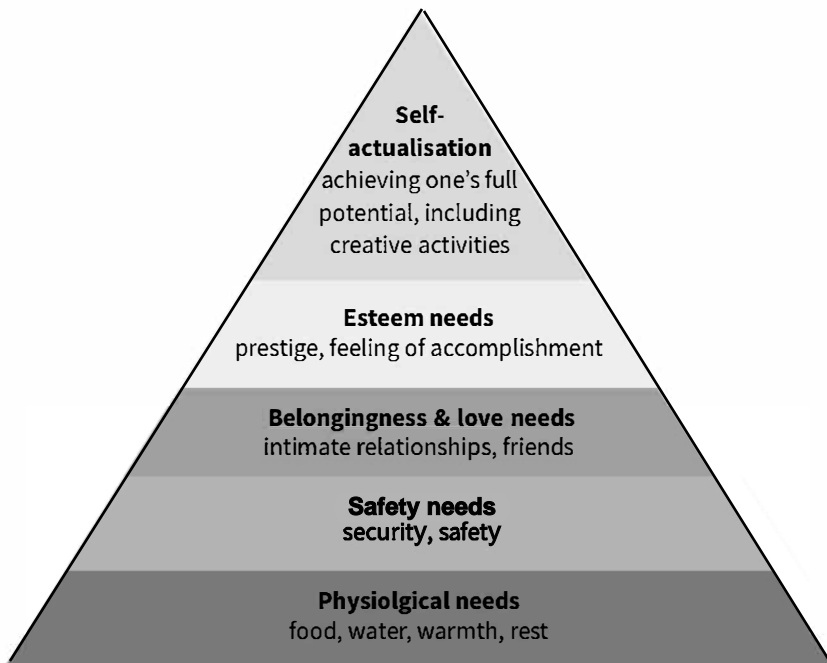 Self-
actualisation
achieving one’s full
potential, including
creative activities
Esteem needs
prestige, feeling of accomplishment
Belongingness & love needs
intimate relationships, friends
Safety needs
security, safety
Physiolgical needs
food, water, warmth, rest